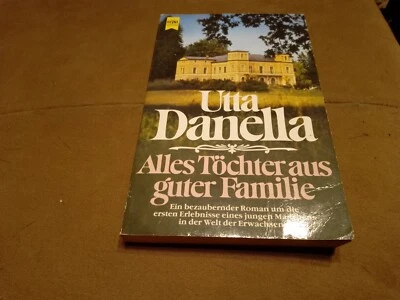 Utta
Danella
Alles Töchter aus
guter Familie
Ein bezaubernder Roman um die
ersten Erlebnisse eines jungen
in der Welt der